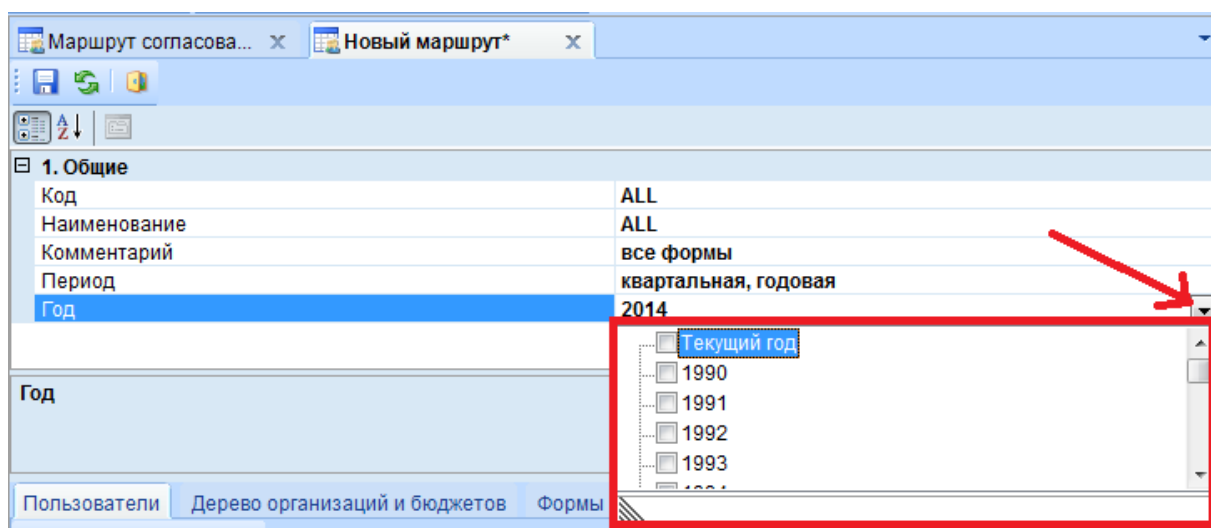 Маршрут согласова... x Новый маршрут* x
1. Общие
Код ALL
Наименование ALL
Комментарий все формы
Период квартальная, годовая
Год 2014
Текущий год
1990
Год
1991
1992
1993
Пользователи Дерево организаций и бюджетов Формы